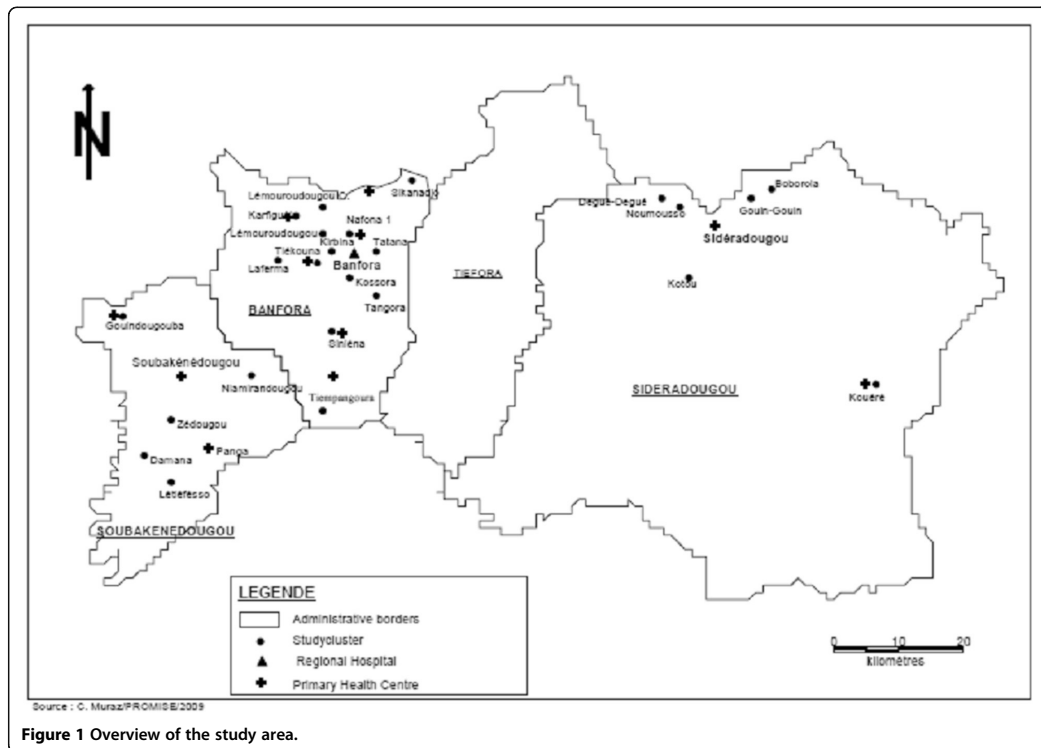 N
Lémouroudougou
Sikanadjo
Karfiguéla
Nafona 1
Lémouroudougou
Kirbina
Tatana
Tiékouna
Laferma
Banfora
Kossora
BANFORA
Tangora
Siniéna
Tiempangoura
TIEFORA
Boborola
Degué-Degué
Gouin-Gouin
Noumousso
Sidéradougou
Kotou
SIDERADOUGOU
Kouéré
Gouindougouba
Soubakénédougou
Niamirandougou
Zédougou
Panga
Damana
Létiéfesso
SOUBAKENEDOUGOU
LEGENDE
Administrative borders
Studycluster
Regional Hospital
Primary Health Centre
0 10 20
kilomètres
Source : C. Muraz/PROMISE/2009
Figure 1 Overview of the study area.